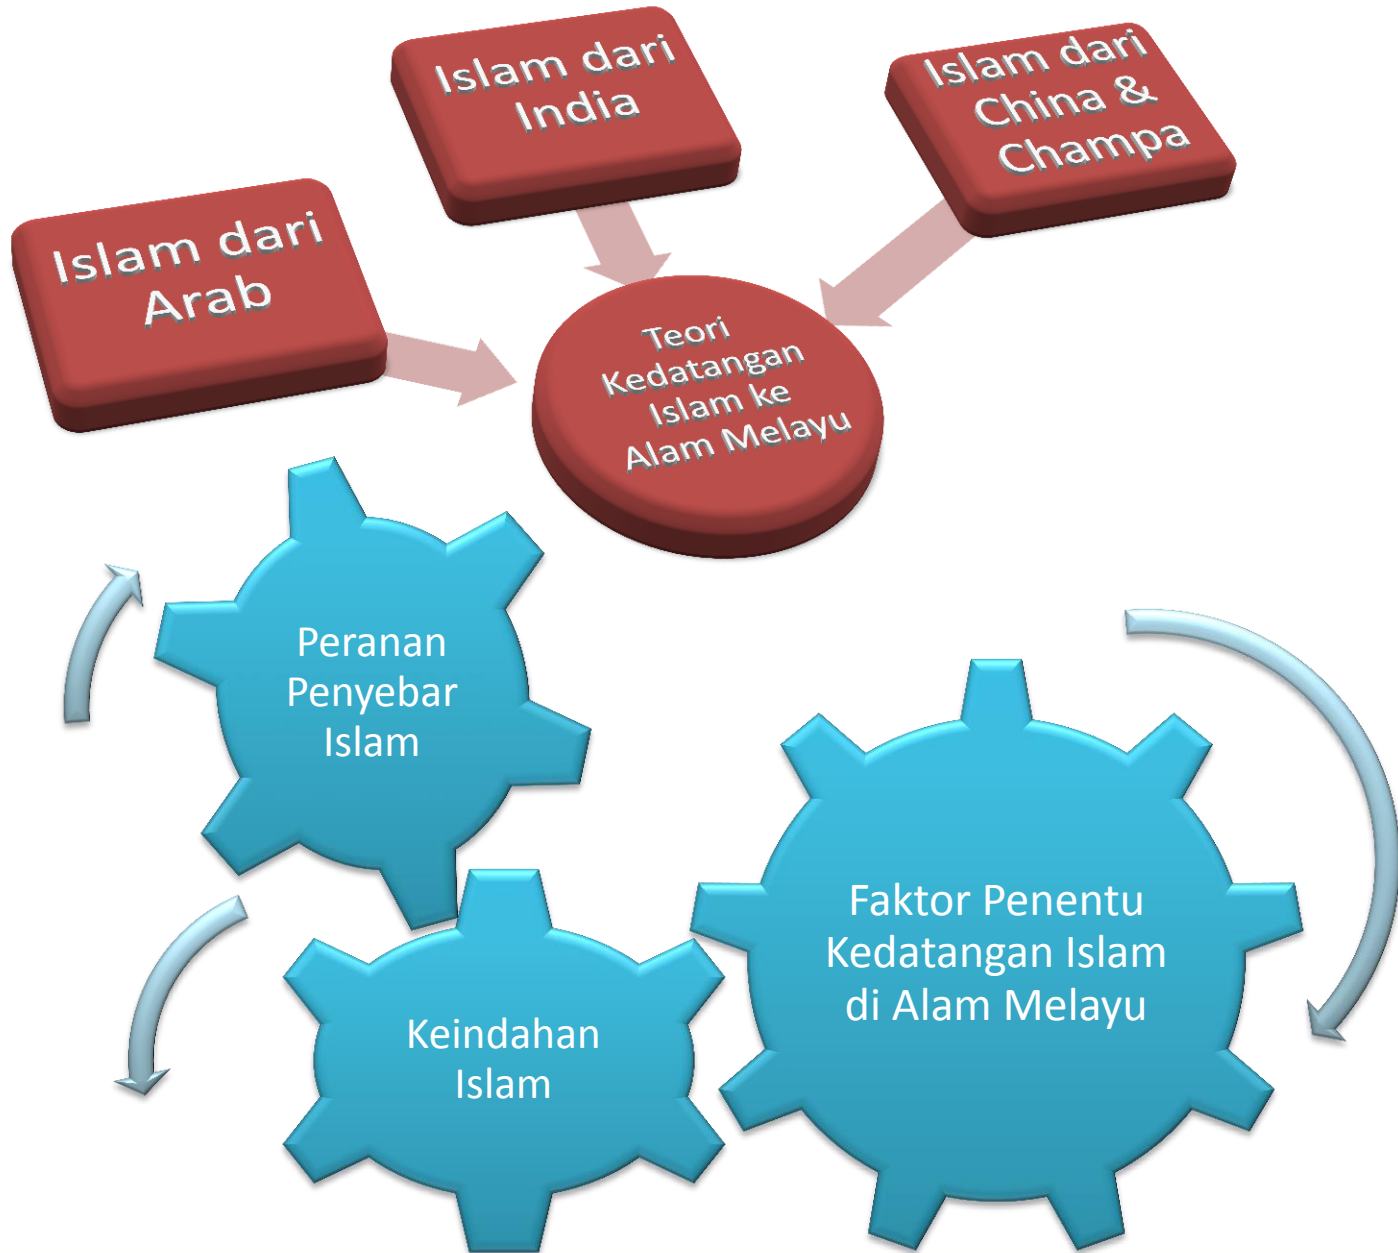 Islam dari
India
Islam dari
China &
Champa
Islam dari
Arab
Teori
Kedatangan
Islam ke
Alam Melayu
Peranan
Penyebar
Islam
Faktor Penentu
Kedatangan Islam
di Alam Melayu
Keindahan
Islam